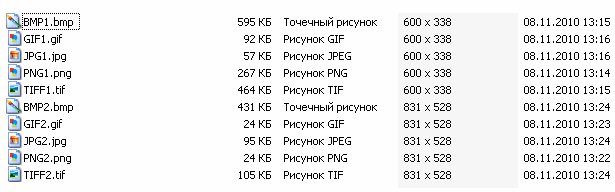 BMP1.bmp 595 КБ Точечный рисунок 600 x 338 08.11.2010 13:15
GIF1.gif 92 КБ Рисунок GIF 600 x 338 08.11.2010 13:16
JPG1.jpg 57 КБ Рисунок JPEG 600 x 338 08.11.2010 13:16
PNG1.png 267 КБ Рисунок PNG 600 x 338 08.11.2010 13:14
TIFF1.tif 464 КБ Рисунок TIF 600 x 338 08.11.2010 13:15
BMP2.bmp 431 КБ Точечный рисунок 831 x 528 08.11.2010 13:24
GIF2.gif 24 КБ Рисунок GIF 831 x 528 08.11.2010 13:23
JPG2.jpg 95 КБ Рисунок JPEG 831 x 528 08.11.2010 13:24
PNG2.png 24 КБ Рисунок PNG 831 x 528 08.11.2010 13:22
TIFF2.tif 105 КБ Рисунок TIF 831 x 528 08.11.2010 13:24